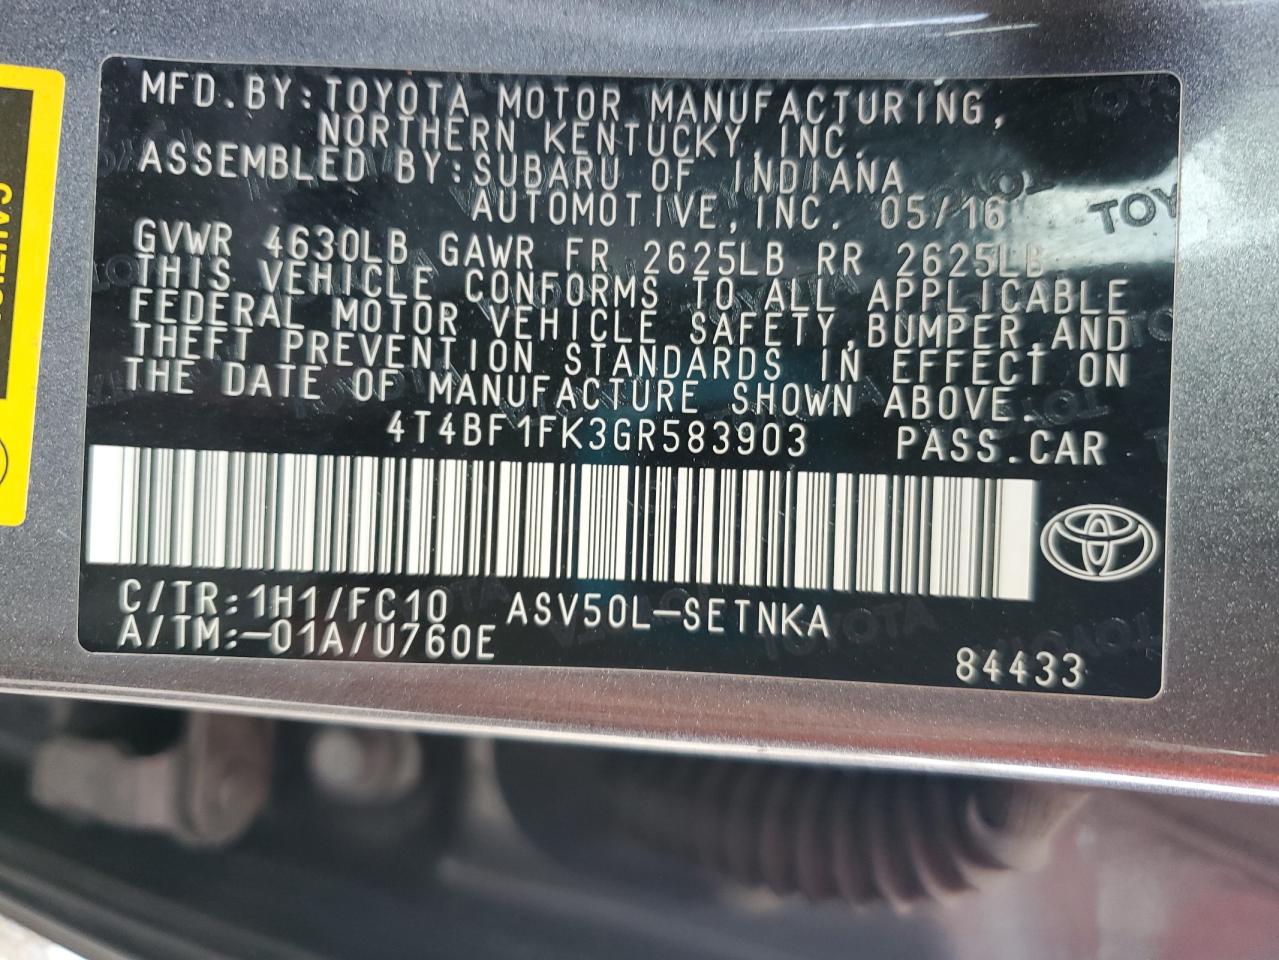 MFD.BY:TOYOTA MOTOR MANUFACTURING,
NORTHERN KENTUCKY,INC.
ASSEMBLED BY:SUBARU OF INDIANA
AUTOMOTIVE,INC. 05/16
GVWR 4630LB GAWR FR 2625LB RR 2625LB
THIS VEHICLE CONFORMS TO ALL APPLICABLE
FEDERAL MOTOR VEHICLE SAFETY,BUMPER,AND
THEFT PREVENTION STANDARDS IN EFFECT ON
THE DATE OF MANUFACTURE SHOWN ABOVE.
4T4BF1FK3GR583903 PASS.CAR
C/TR:1H1/FC10 ASV50L-SETNKA
A/TM:-01A/U760E
84433